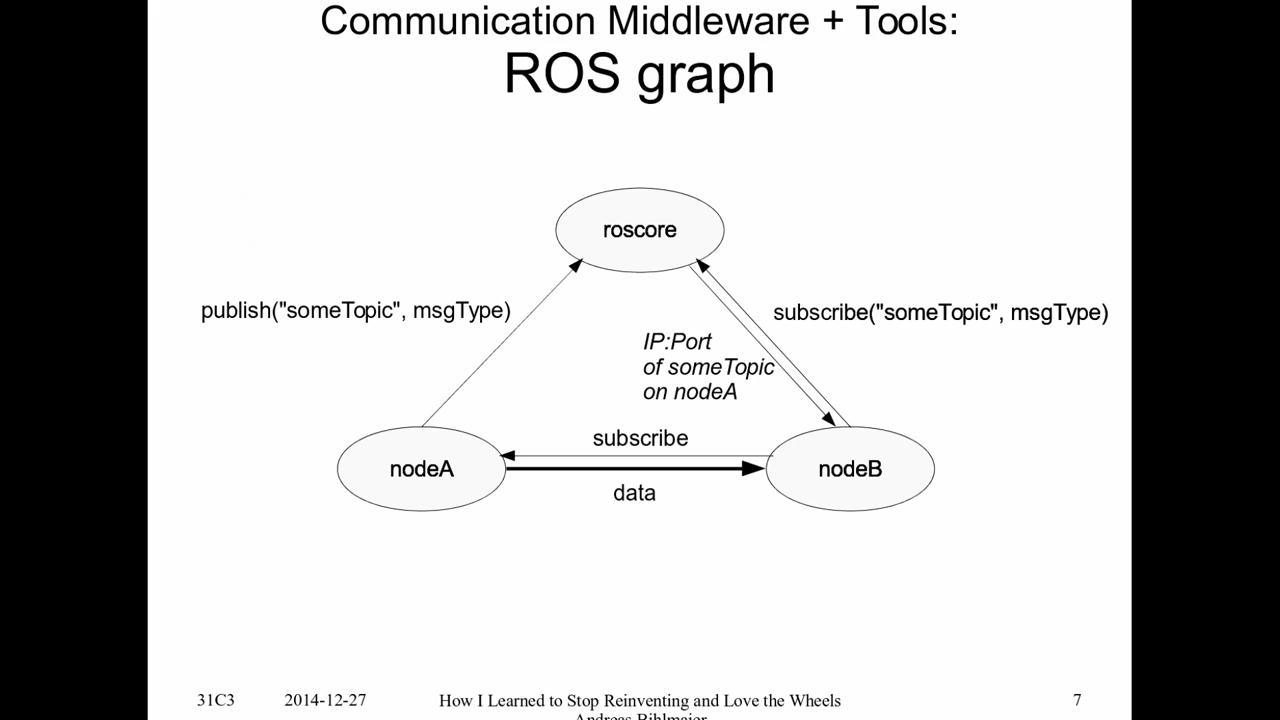 Communication Middleware + Tools:
ROS graph
roscore
publish("someTopic", msgType)
subscribe("someTopic", msgType)
IP:Port
of someTopic
on nodeA
subscribe
nodeA
nodeB
data
31C3
2014-12-27
How I Learned to Stop Reinventing and Love the Wheels
7
Andreas Bihlmaier